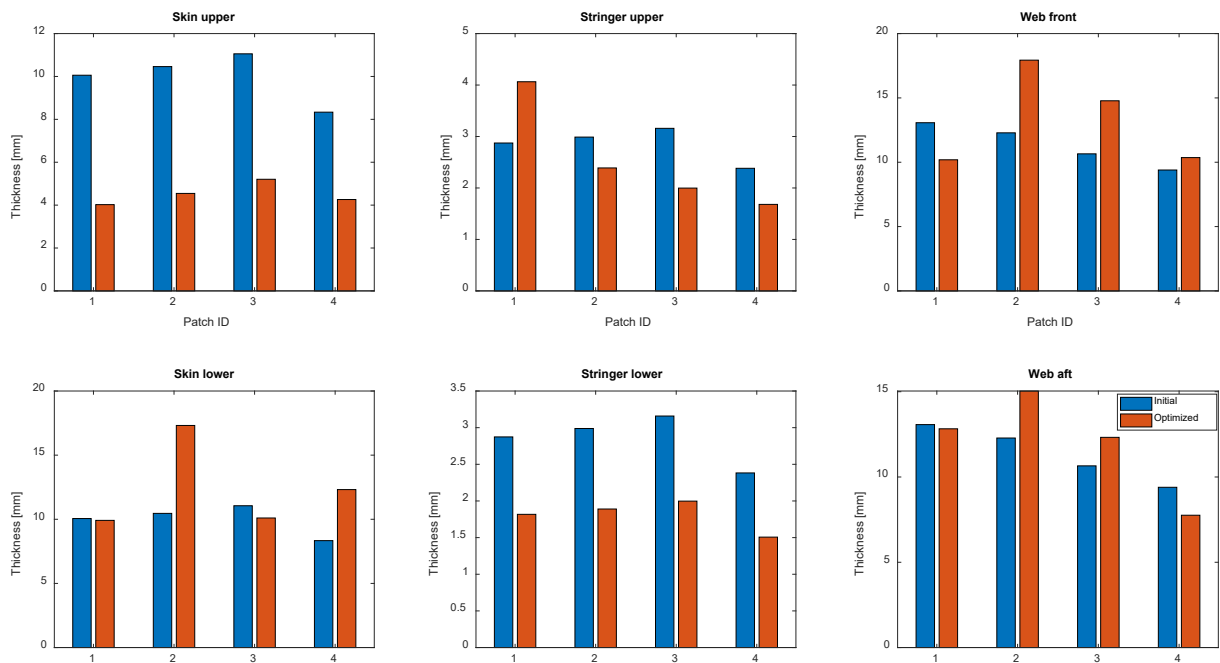 Skin upper
Thickness [mm]
12
10
8
6
4
2
0
1 2 3 4
Patch ID
Stringer upper
Thickness [mm]
5
4
3
2
1
0
1 2 3 4
Web front
Thickness [mm]
20
15
10
5
0
1 2 3 4
Patch ID
Skin lower
Thickness [mm]
20
15
10
5
0
1 2 3 4
Stringer lower
Thickness [mm]
3.5
3
2.5
2
1.5
1
0.5
0
1 2 3 4
Web aft
Thickness [mm]
15
10
5
0
1 2 3 4
Initial
Optimized